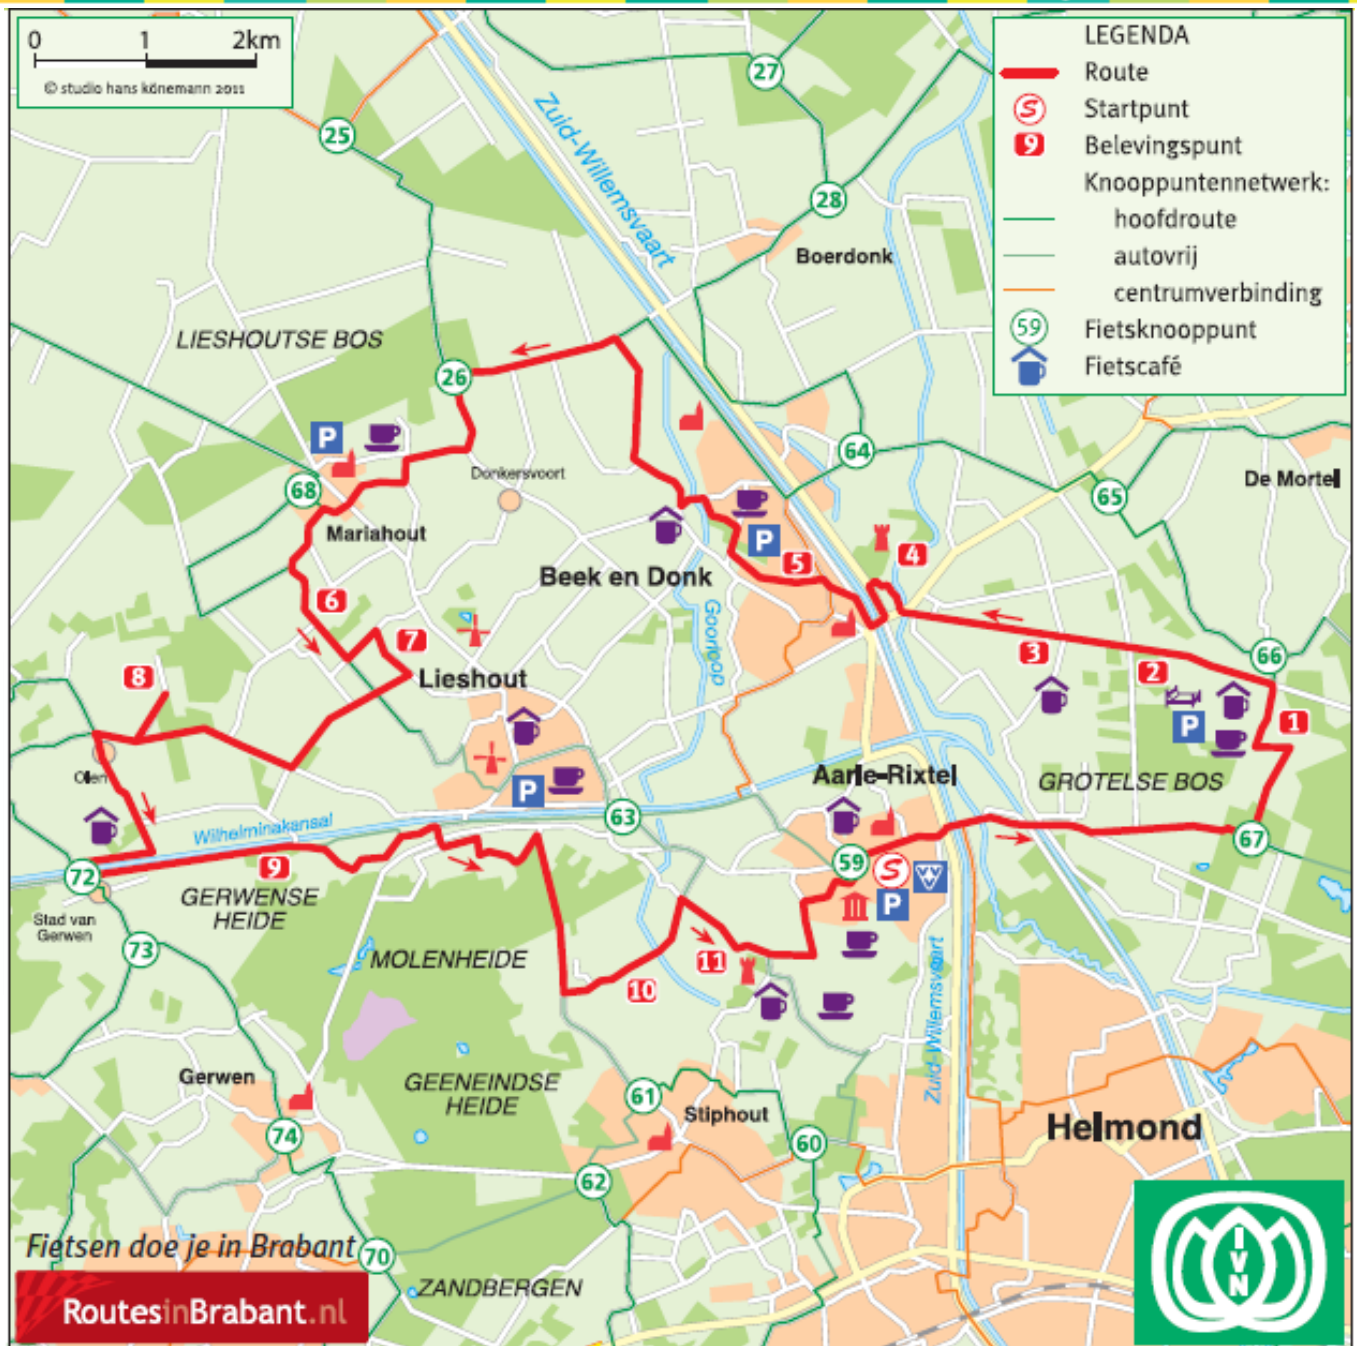 0 1 2km
© studio hans könemann 2011
LEGENDA
Route
S Startpunt
9 Belevingspunt
Knooppuntennetwerk:
hoofdroute
autovrij
centrumverbinding
59 Fietsknooppunt
Fietscafé
27
25
Zuid-Willemsvaart
28
Boerdonk
LIESHOUTSE BOS
26
P
64
68
Donkersvoort
65
De Mortel
Mariahout
P
5
4
Beek en Donk
6
Goorloop
7
3
66
8
Lieshout
2
P
1
Olen
Aarle-Rixtel
GROTELSE BOS
P
63
Wilhelminakanaal
67
59
S
VVV
72
9
GERWENSE
HEIDE
P
Stad van
Gerwen
73
MOLENHEIDE
11
10
Zuid-Willemsvaart
Gerwen
GEENEINDSE
HEIDE
61
Stiphout
Helmond
74
60
62
Fietsen doe je in Brabant
70
ZANDBERGEN
RoutesinBrabant.nl
IVN